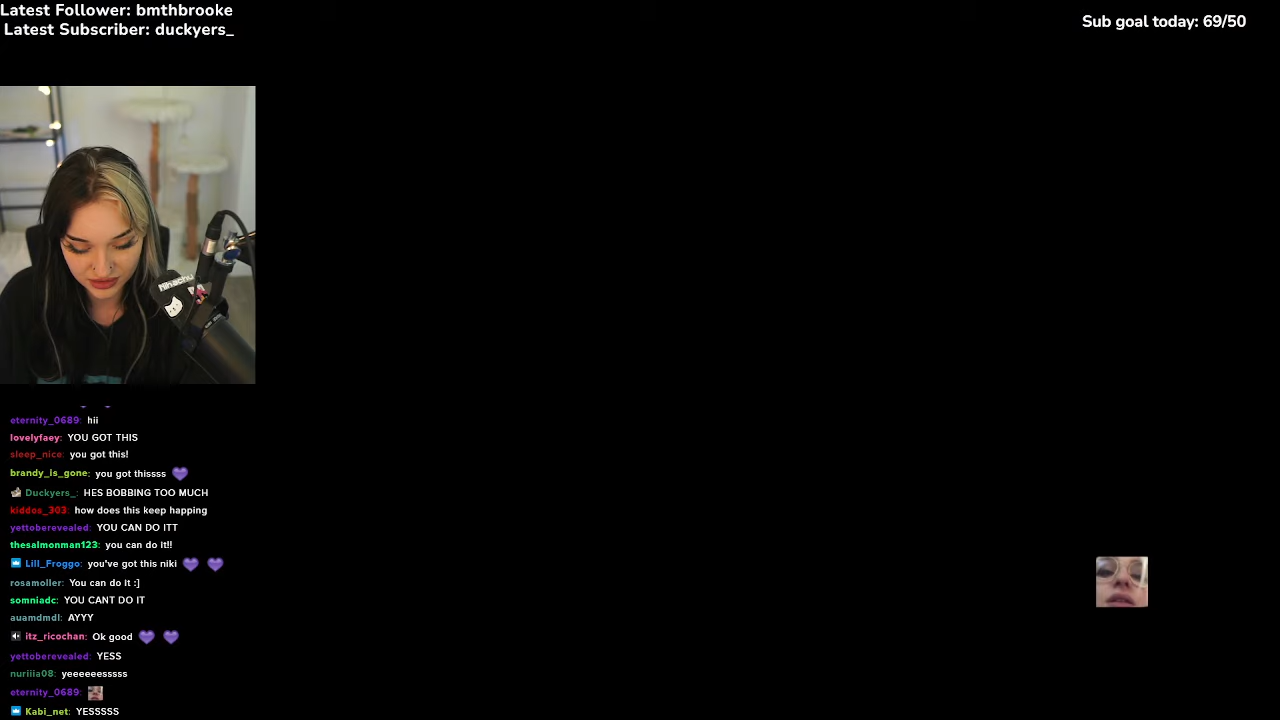 Latest Follower: bmthbrooke
Latest Subscriber: duckyers_
Sub goal today: 69/50
eternity_0689: hii
lovelyfaey: YOU GOT THIS
sleep_nice: you got this!
brandy_is_gone: you got thissss
Duckyers_: HES BOBBING TOO MUCH
kiddos_303: how does this keep happing
yettoberevealed: YOU CAN DO ITT
thesalmonman123: you can do it!!
Lill_Froggo: you've got this niki
rosamoller: You can do it :]
somniadc: YOU CANT DO IT
auamdmdl: AYYY
itz_ricochan: Ok good
yettoberevealed: YESS
nuriiia08: yeeeeeesssss
eternity_0689:
Kabi_net: YESSSSS